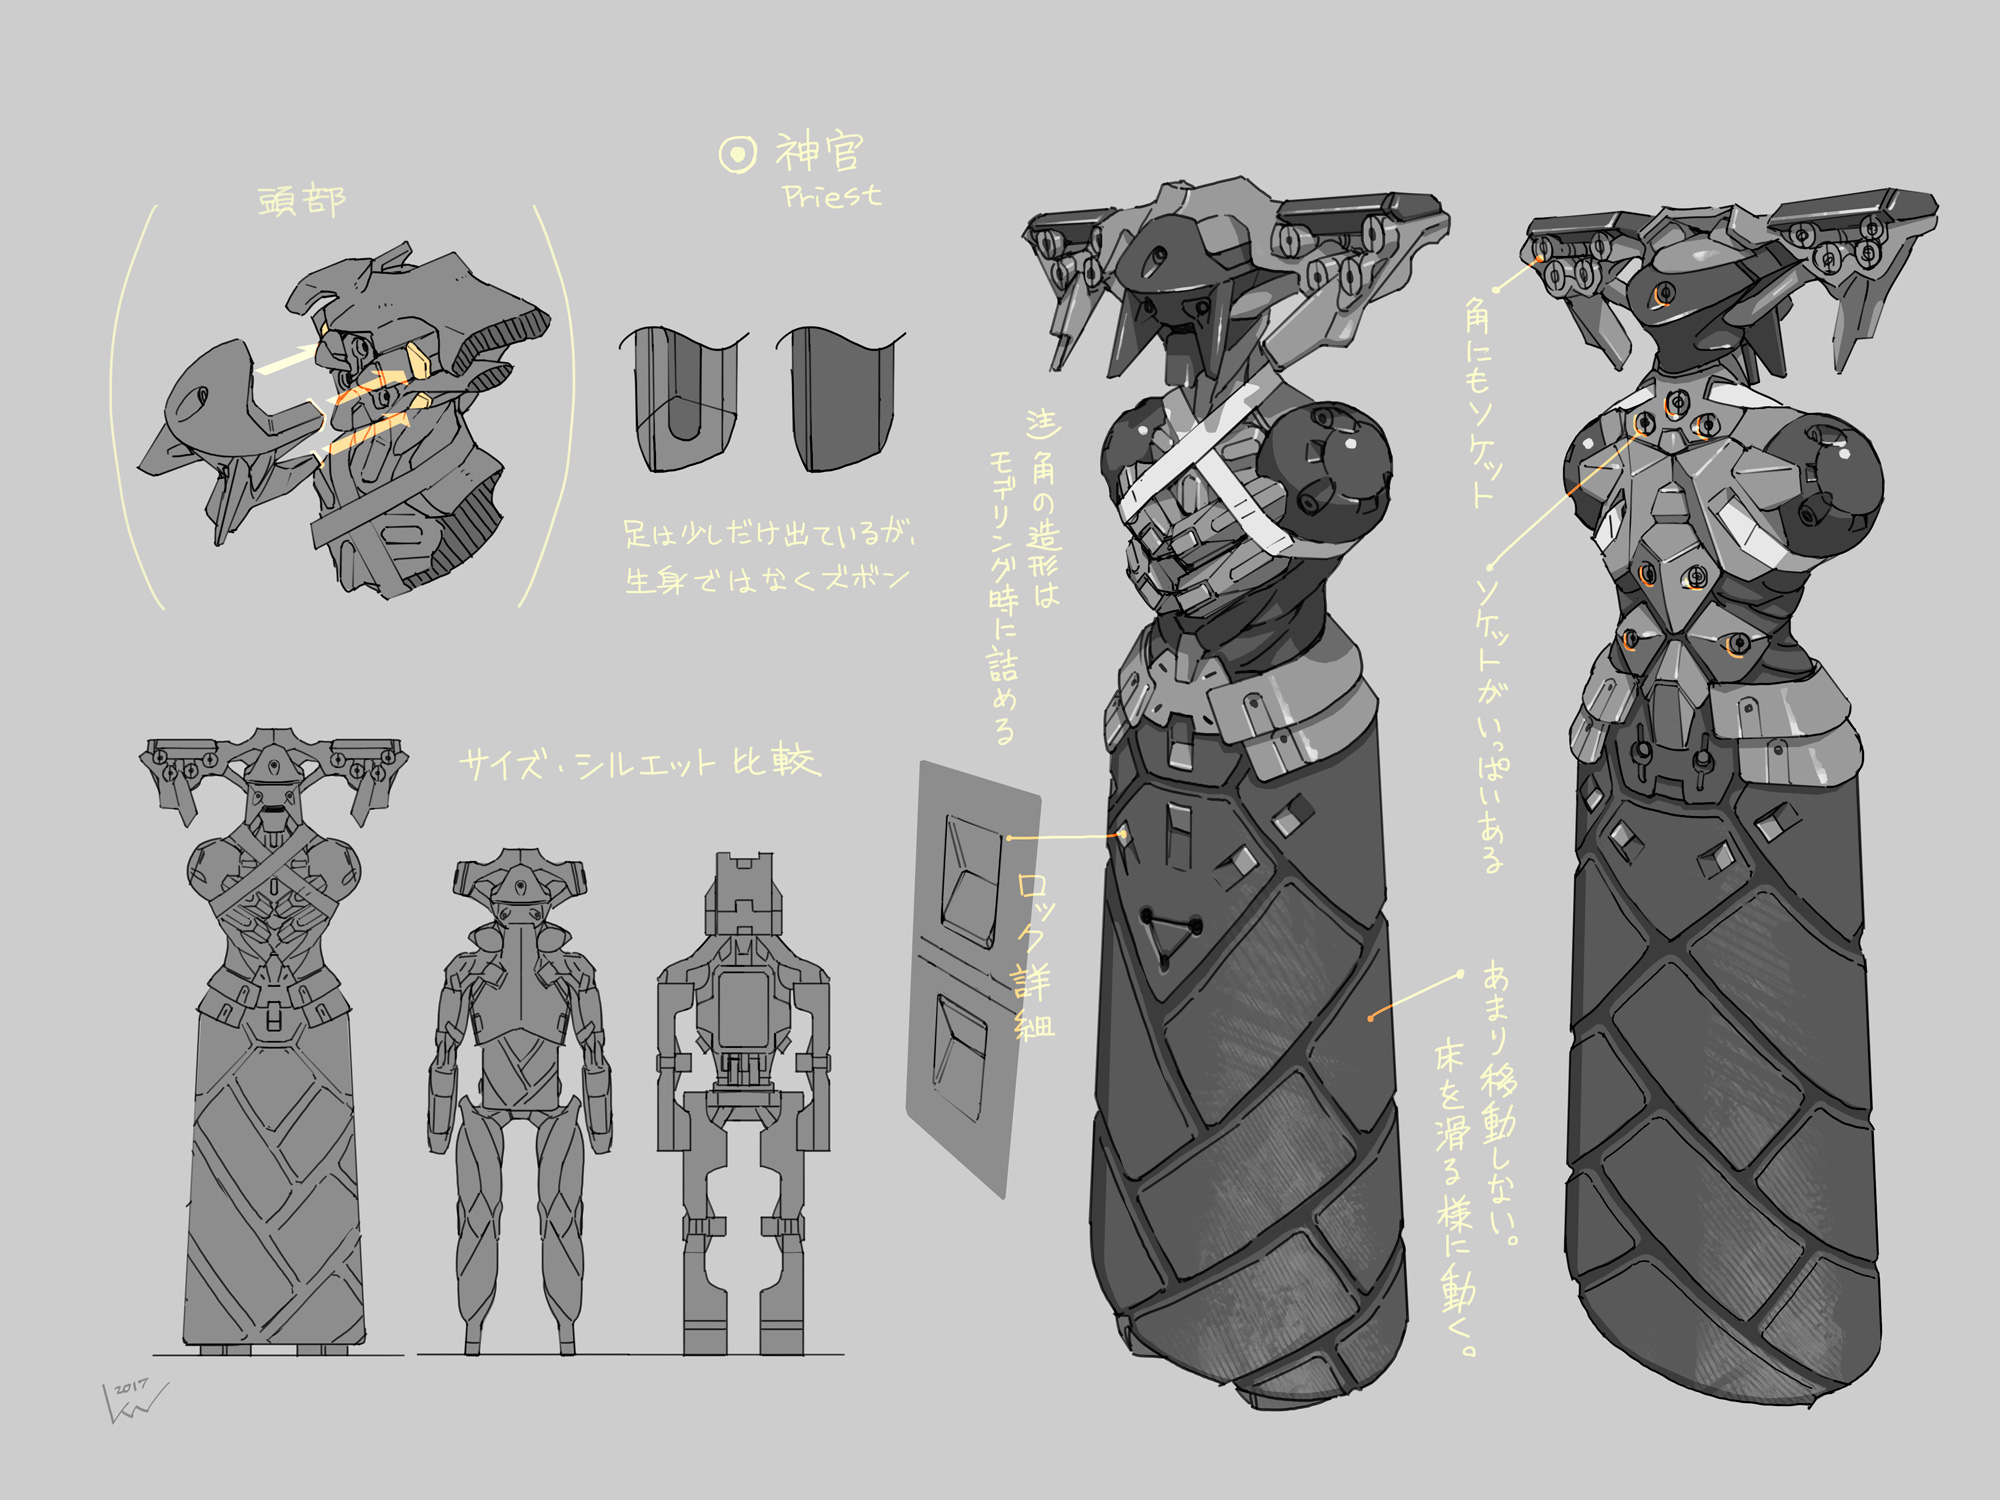 神官
Priest
頭部
足は少しだけ出ているが、
生身ではなくズボン
サイズ・シルエット比較
注)角の造形は
モデリング時に詰める
ロック詳細
角にもソケット
ソケットがいっぱいある
あまり移動しない。
床を滑る様に動く。
2017